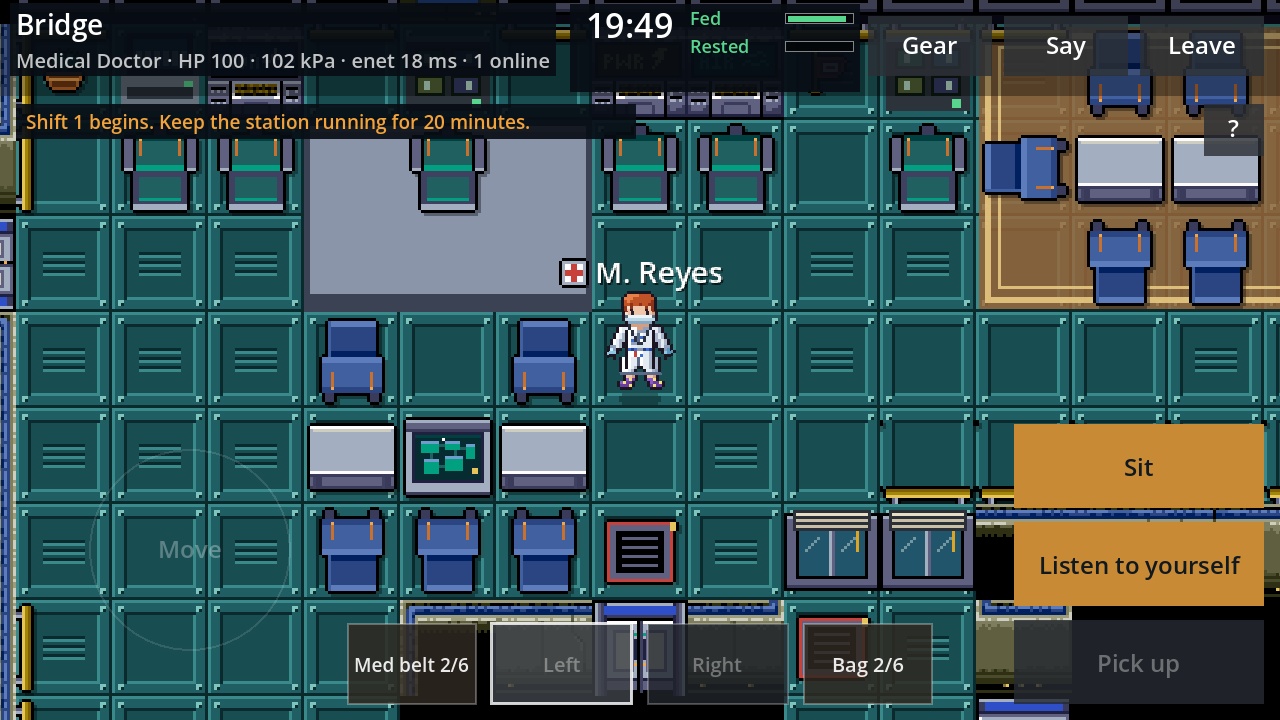 Bridge
Medical Doctor · HP 100 · 102 kPa · enet 18 ms · 1 online
19:49
Fed
Rested
Gear
Say
Leave
Shift 1 begins. Keep the station running for 20 minutes.
?
M. Reyes
Sit
Listen to yourself
Move
Med belt 2/6
Left
Right
Bag 2/6
Pick up